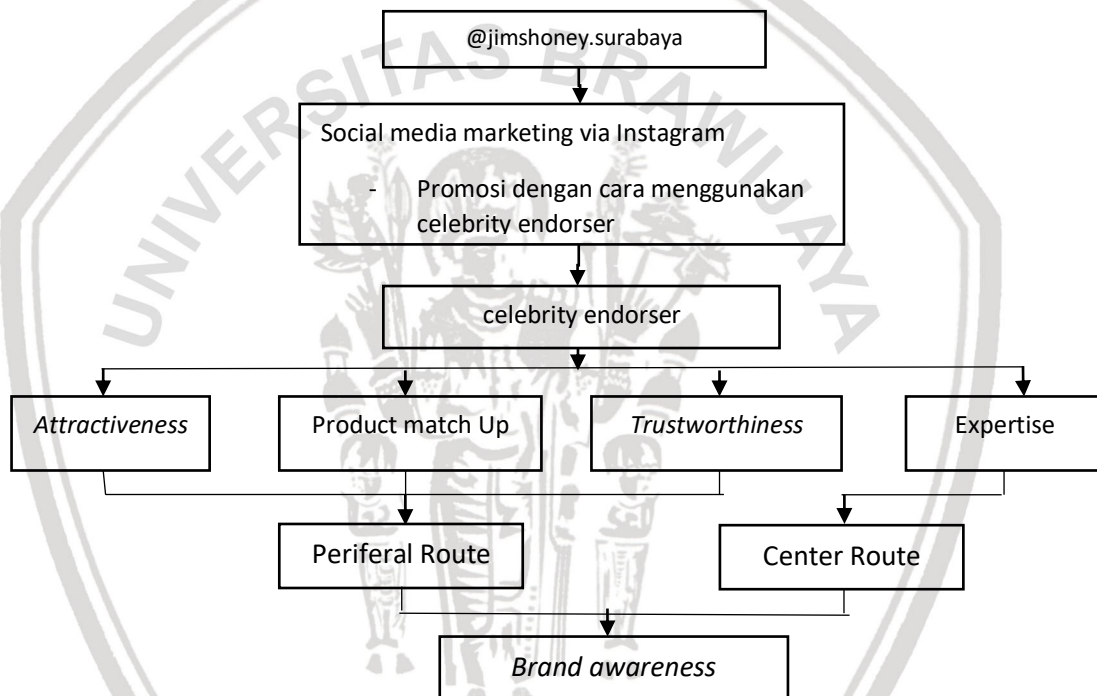 @jimshoney.surabaya
Social media marketing via Instagram
- Promosi dengan cara menggunakan
celebrity endorser
celebrity endorser
Attractiveness
Product match Up
Trustworthiness
Expertise
Periferal Route
Center Route
Brand awareness
UNIVERSITAS BRAWIJAYA